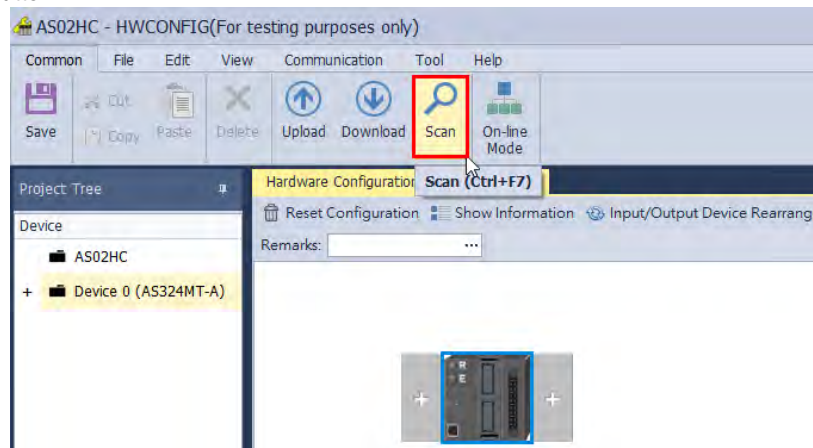 AS02HC - HWCONFIG(For testing purposes only)
Common File Edit View Communication Tool Help
Save Cut Copy Paste Delete Upload Download Scan On-line Mode
Project Tree
Hardware Configuration
Scan (Ctrl+F7)
Device
Reset Configuration Show Information Input/Output Device Rearrang
Remarks: ...
AS02HC
+ Device 0 (AS324MT-A)
R
E
+ +